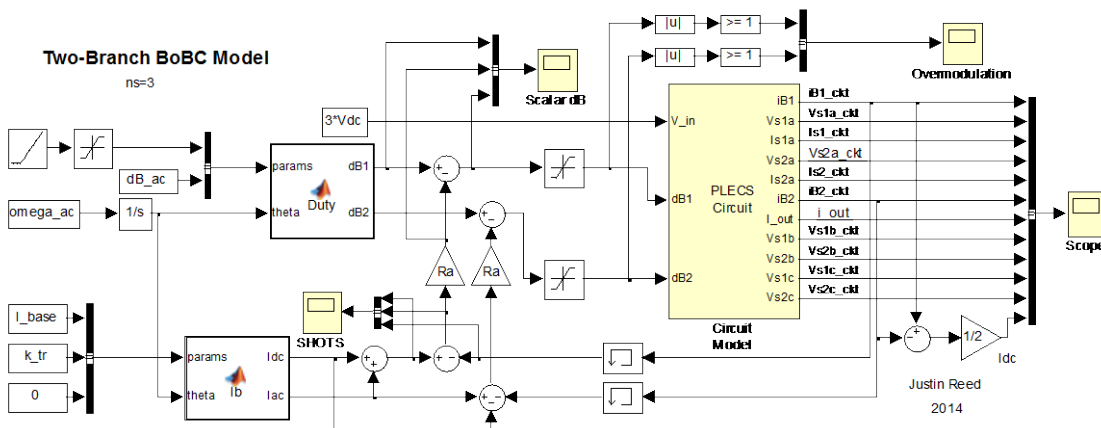 Two-Branch BoBC Model
ns=3
dB_ac
omega_ac
1/s
params
theta
Duty
dB1
dB2
3*Vdc
Scalar dB
|u|
>= 1
|u|
>= 1
Overmodulation
V_in
dB1
dB2
PLECS
Circuit
iB1
Vs1a
Is1a
Vs2a
Is2a
iB2
I_out
Vs1b
Vs2b
Vs1c
Vs2c
Circuit
Model
iB1_ckt
Vs1a_ckt
Is1_ckt
Vs2a_ckt
Is2_ckt
iB2_ckt
i_out
Vs1b_ckt
Vs2b_ckt
Vs1c_ckt
Vs2c_ckt
Scope
Ra
Ra
SHOTS
I_base
k_tr
0
params
theta
Ib
Idc
Iac
1/2
Idc
Justin Reed
2014